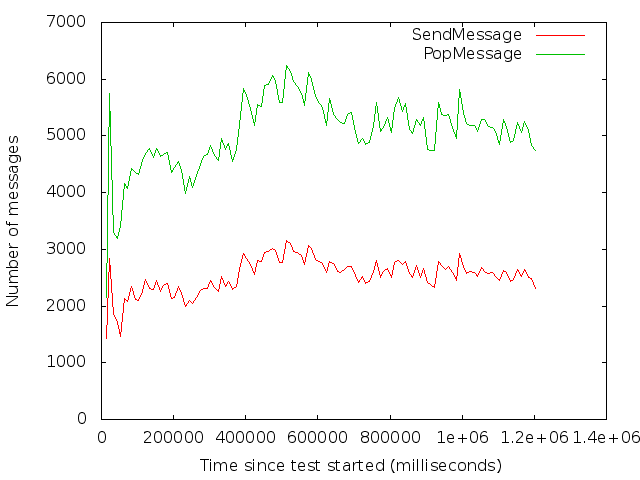 7000
SendMessage
PopMessage
6000
5000
4000
3000
2000
1000
0
Number of messages
0 200000 400000 600000 800000 1e+06 1.2e+06 1.4e+06
Time since test started (milliseconds)